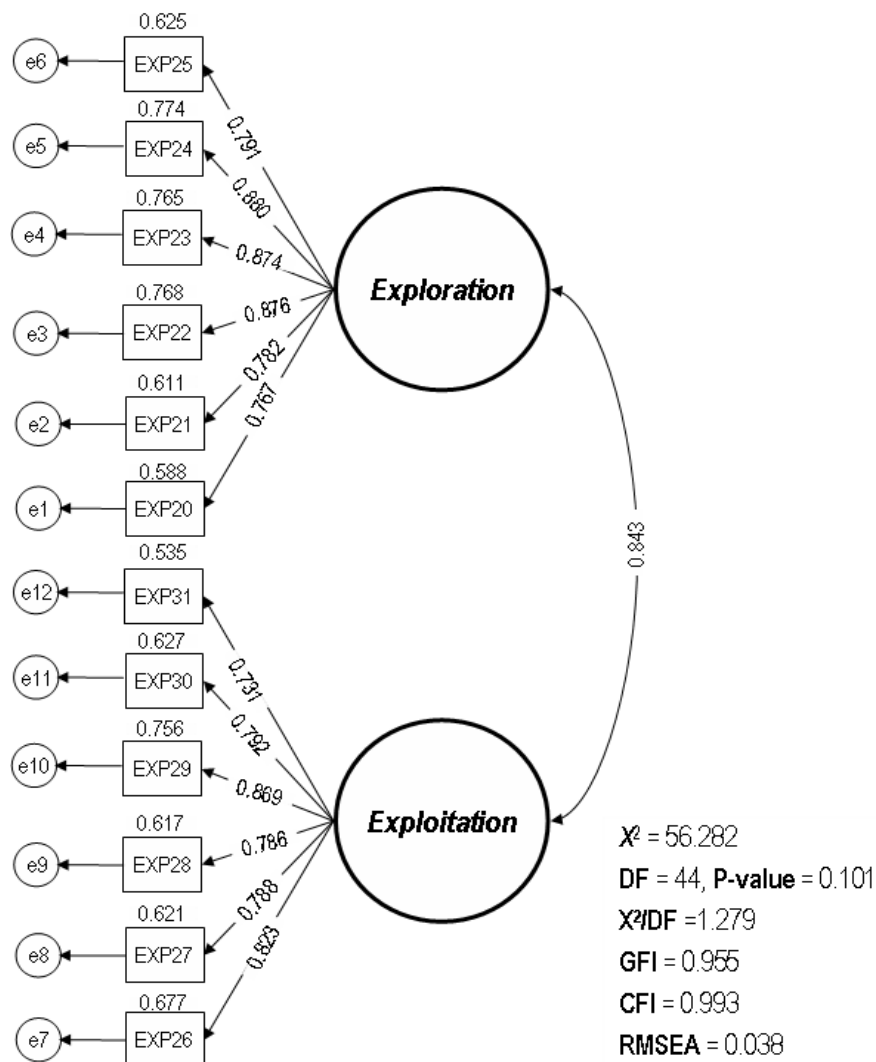 0.625
e6
EXP25
0.791
0.774
e5
EXP24
0.880
0.765
e4
EXP23
0.874
Exploration
0.768
e3
EXP22
0.876
0.611
e2
EXP21
0.782
0.588
e1
EXP20
0.767
0.843
0.535
e12
EXP31
0.731
0.627
e11
EXP30
0.792
0.756
e10
EXP29
0.869
Exploitation
0.617
e9
EXP28
0.786
0.621
e8
EXP27
0.788
0.677
e7
EXP26
0.823
X² = 56.282
DF = 44, P-value = 0.101
X²/DF =1.279
GFI = 0.955
CFI = 0.993
RMSEA = 0.038